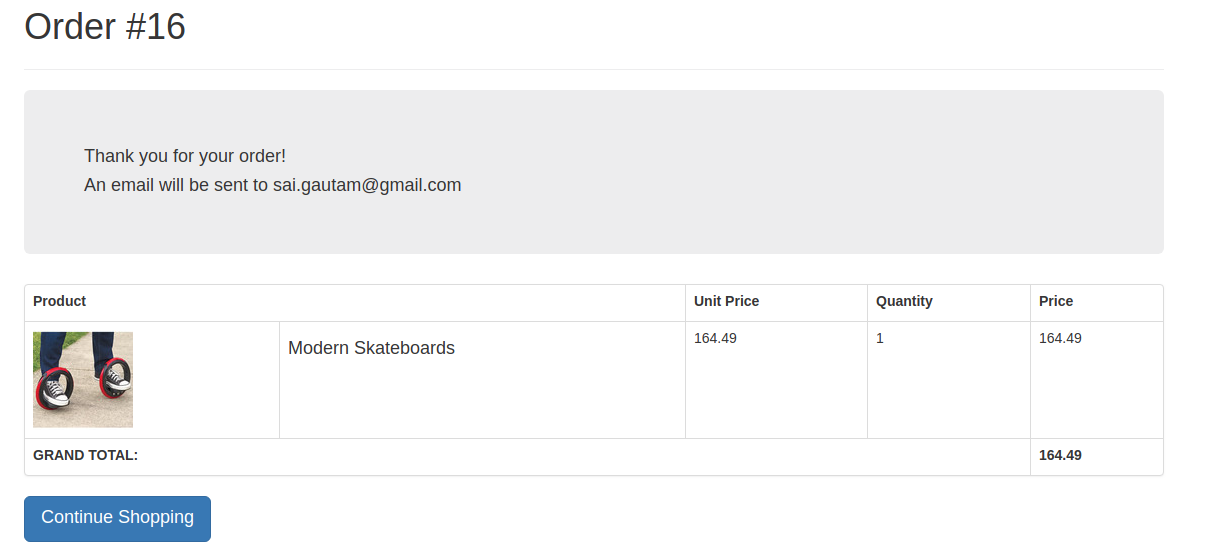 Order #16
Thank you for your order!
An email will be sent to sai.gautam@gmail.com
Product Unit Price Quantity Price
Modern Skateboards 164.49 1 164.49
GRAND TOTAL: 164.49
Continue Shopping